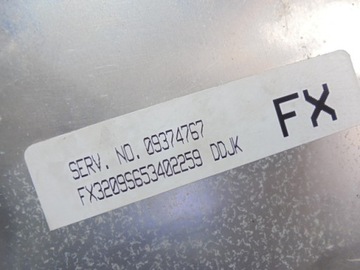 FX
SERV. NO. 09374767
FX3209S653402259 DDJK